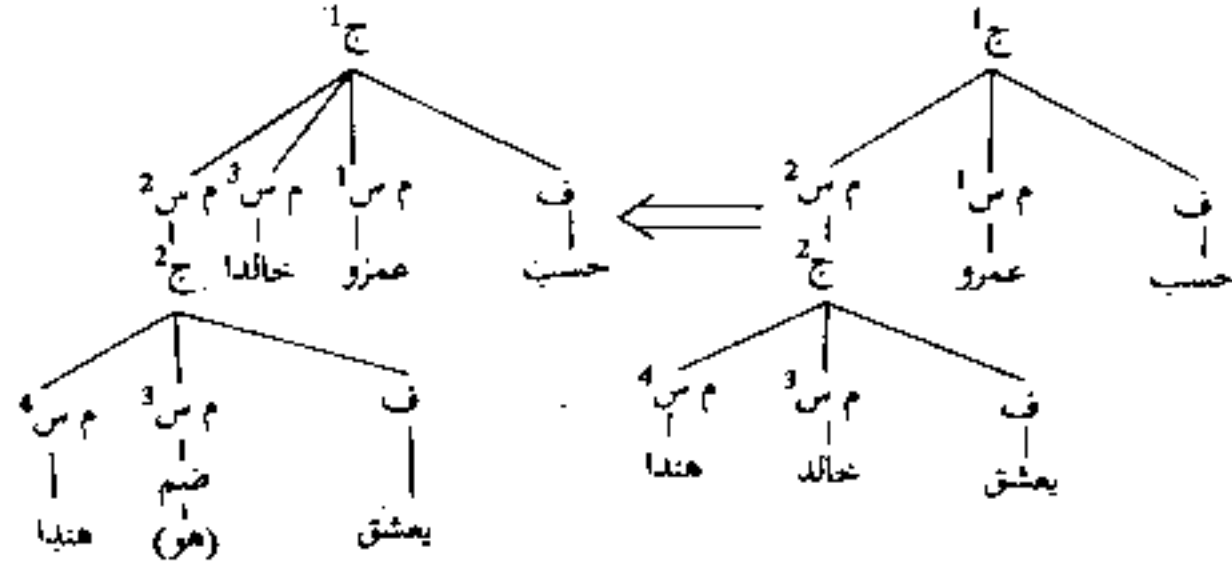 ج1 ج1
ف م س1 م س2 ف م س1 م س3 م س2
حسب عمرو ج2 حسب عمرو خالدا ج2
ف م س3 م س4 ف م س3 م س4
يعشق خالد هندا ضم
يعشق (هو) هندا